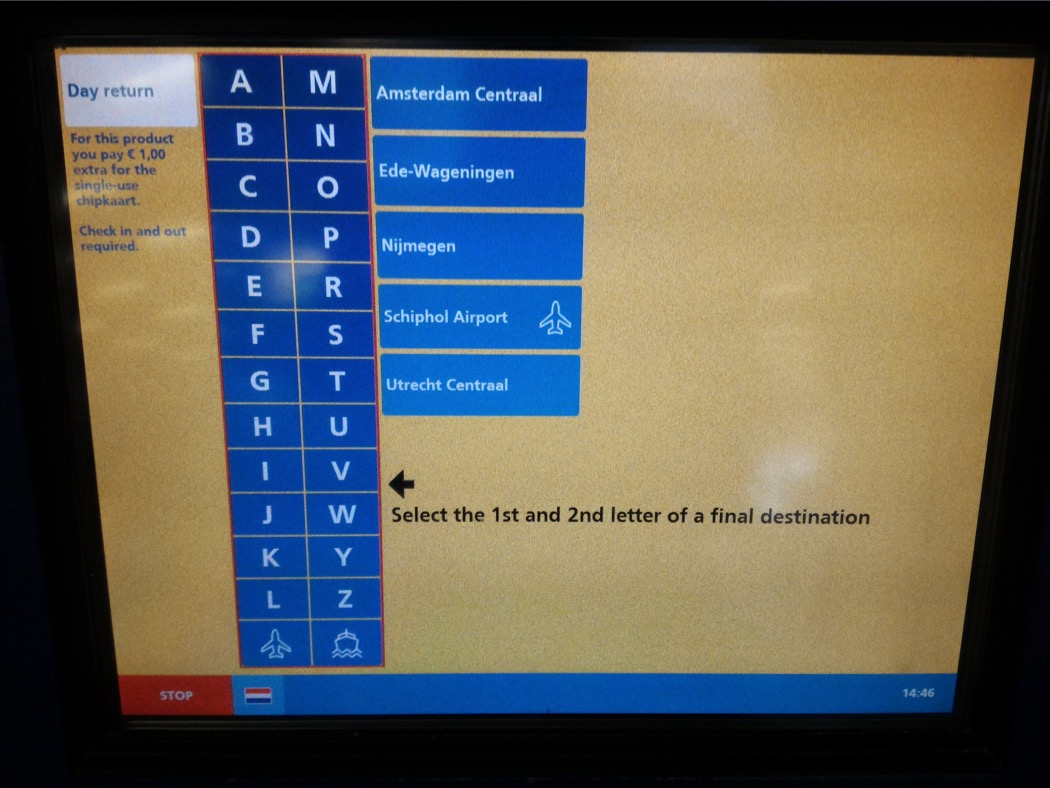 Day return
For this product
you pay € 1,00
extra for the
single-use
chipkaart.
Check in and out
required.
A M
B N
C O
D P
E R
F S
G T
H U
I V
J W
K Y
L Z
Amsterdam Centraal
Ede-Wageningen
Nijmegen
Schiphol Airport
Utrecht Centraal
Select the 1st and 2nd letter of a final destination
STOP
14:46